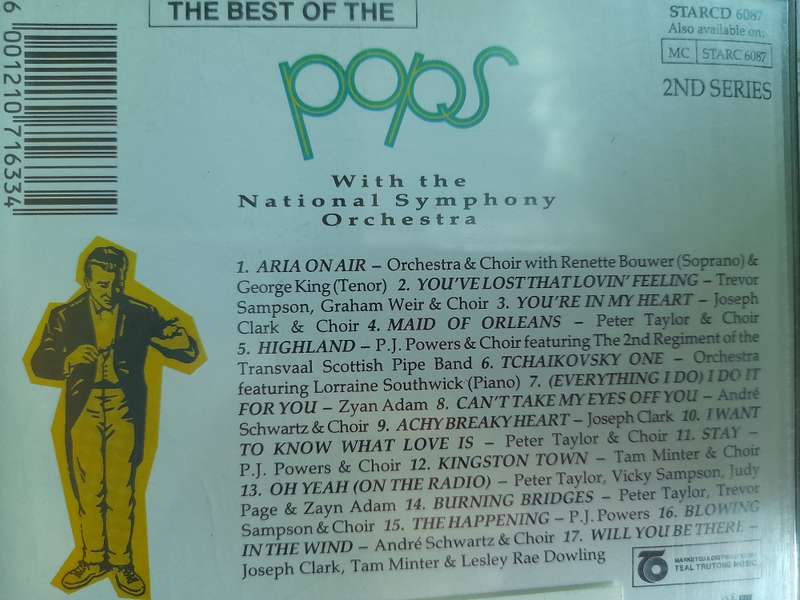 THE BEST OF THE
pops
With the
National Symphony
Orchestra
STARCD 6087
Also available on:
MC STARC 6087
2ND SERIES
6 001210 716334
1. ARIA ON AIR – Orchestra & Choir with Renette Bouwer (Soprano) &
George King (Tenor) 2. YOU'VE LOST THAT LOVIN' FEELING – Trevor
Sampson, Graham Weir & Choir 3. YOU'RE IN MY HEART – Joseph
Clark & Choir 4. MAID OF ORLEANS – Peter Taylor & Choir
5. HIGHLAND – P.J. Powers & Choir featuring The 2nd Regiment of the
Transvaal Scottish Pipe Band 6. TCHAIKOVSKY ONE – Orchestra
featuring Lorraine Southwick (Piano) 7. (EVERYTHING I DO) I DO IT
FOR YOU – Zyan Adam 8. CAN'T TAKE MY EYES OFF YOU – André
Schwartz & Choir 9. ACHY BREAKY HEART – Joseph Clark 10. I WANT
TO KNOW WHAT LOVE IS – Peter Taylor & Choir 11. STAY –
P.J. Powers & Choir 12. KINGSTON TOWN – Tam Minter & Choir
13. OH YEAH (ON THE RADIO) – Peter Taylor, Vicky Sampson, Judy
Page & Zayn Adam 14. BURNING BRIDGES – Peter Taylor, Trevor
Sampson & Choir 15. THE HAPPENING – P.J. Powers 16. BLOWING
IN THE WIND – André Schwartz & Choir 17. WILL YOU BE THERE –
Joseph Clark, Tam Minter & Lesley Rae Dowling
MARKETED & DISTRIBUTED BY
TEAL TRUTONE MUSIC